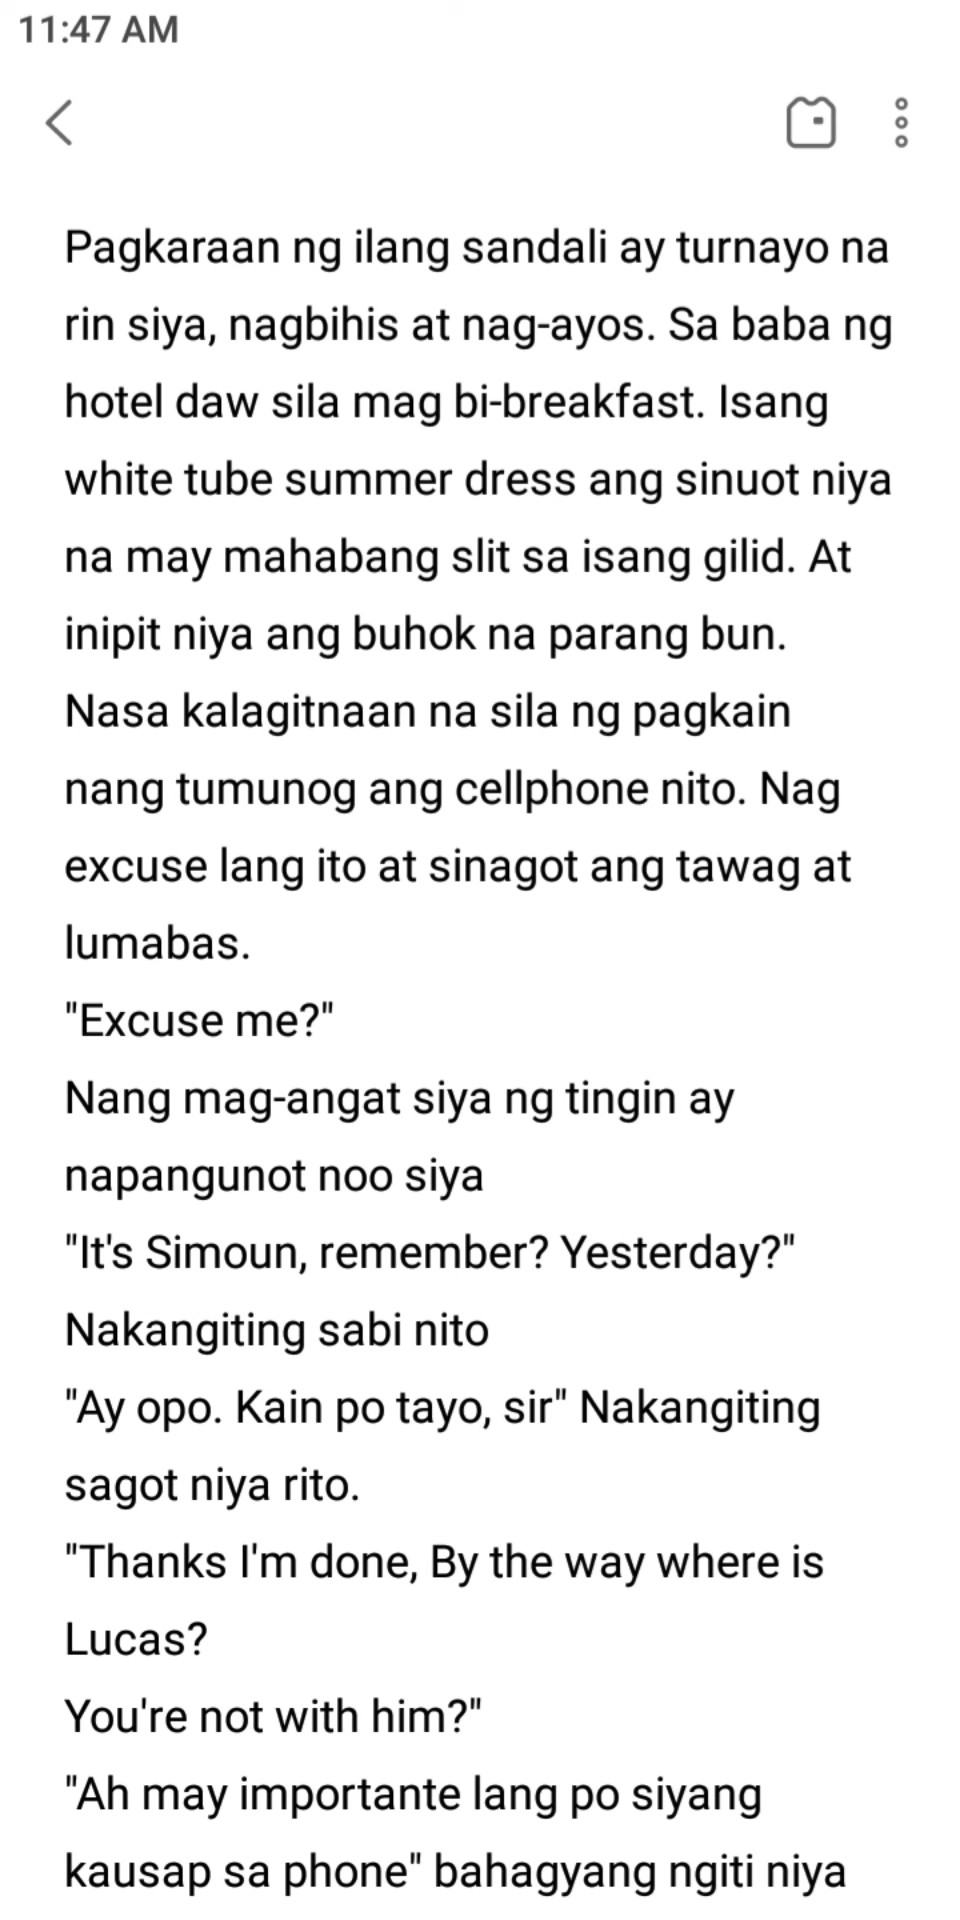 11:47 AM
Pagkaraan ng ilang sandali ay turnayo na
rin siya, nagbihis at nag-ayos. Sa baba ng
hotel daw sila mag bi-breakfast. Isang
white tube summer dress ang sinuot niya
na may mahabang slit sa isang gilid. At
inipit niya ang buhok na parang bun.
Nasa kalagitnaan na sila ng pagkain
nang tumunog ang cellphone nito. Nag
excuse lang ito at sinagot ang tawag at
lumabas.
"Excuse me?"
Nang mag-angat siya ng tingin ay
napangunot noo siya
"It's Simoun, remember? Yesterday?"
Nakangiting sabi nito
"Ay opo. Kain po tayo, sir" Nakangiting
sagot niya rito.
"Thanks I'm done, By the way where is
Lucas?
You're not with him?"
"Ah may importante lang po siyang
kausap sa phone" bahagyang ngiti niya